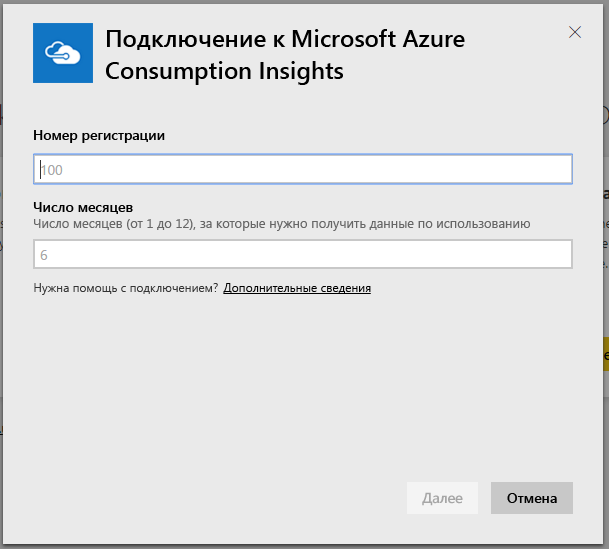 Подключение к Microsoft Azure
Consumption Insights
Номер регистрации
100
Число месяцев
Число месяцев (от 1 до 12), за которые нужно получить данные по использованию
6
Нужна помощь с подключением? Дополнительные сведения
Далее
Отмена